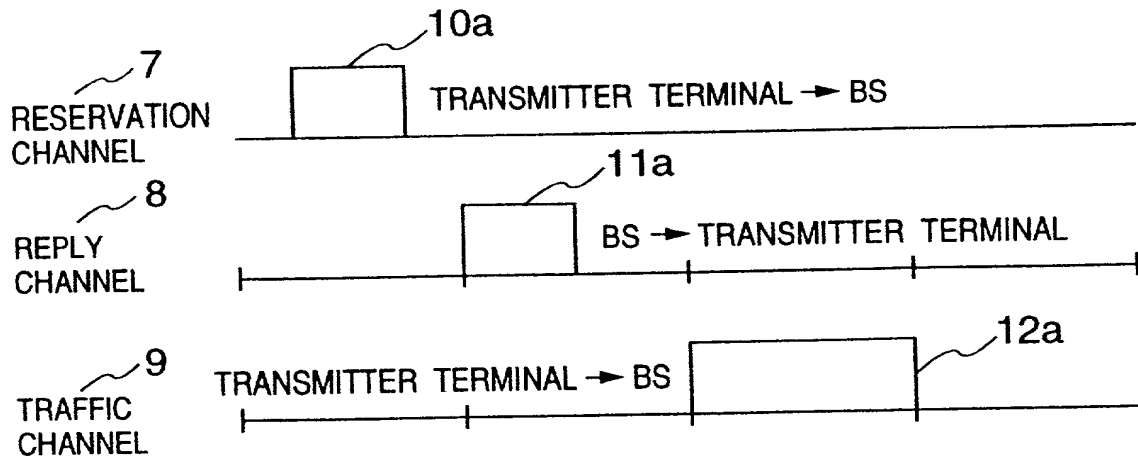 10a
7
RESERVATION
CHANNEL
TRANSMITTER TERMINAL → BS
11a
8
REPLY
CHANNEL
BS → TRANSMITTER TERMINAL
12a
9
TRAFFIC
CHANNEL
TRANSMITTER TERMINAL → BS